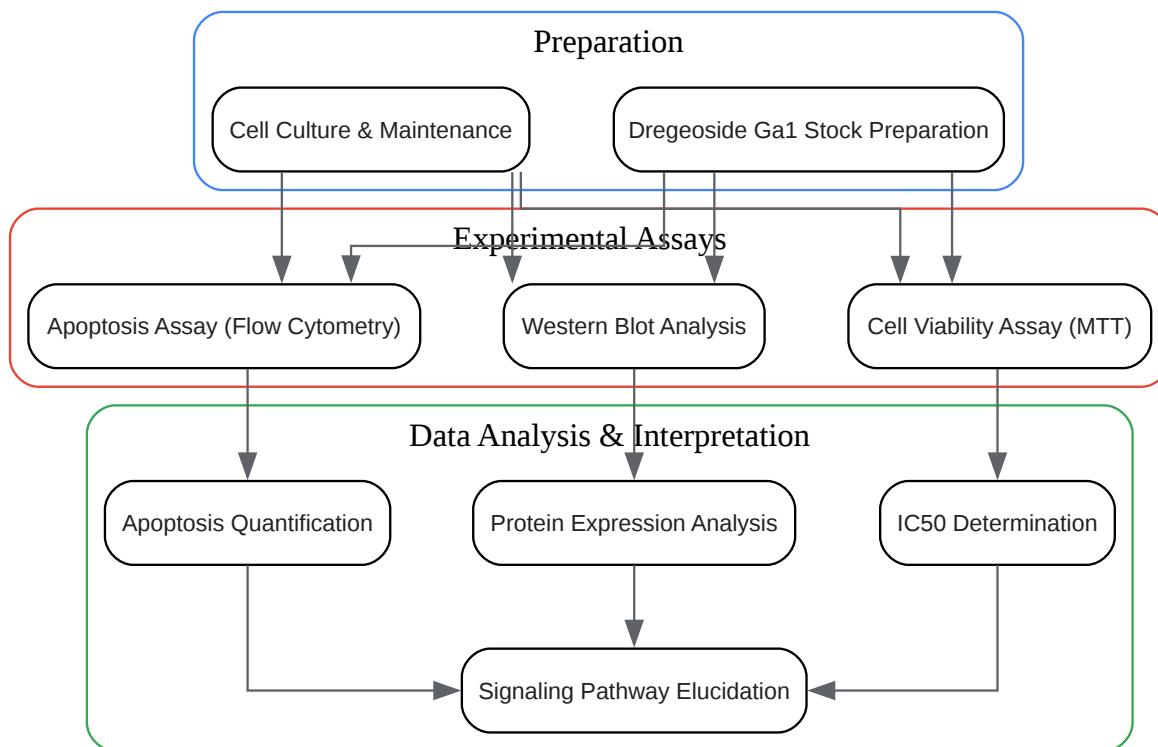 Preparation
Cell Culture & Maintenance
Dregeoside Ga1 Stock Preparation
Experimental Assays
Apoptosis Assay (Flow Cytometry)
Western Blot Analysis
Cell Viability Assay (MTT)
Data Analysis & Interpretation
Apoptosis Quantification
Protein Expression Analysis
IC50 Determination
Signaling Pathway Elucidation